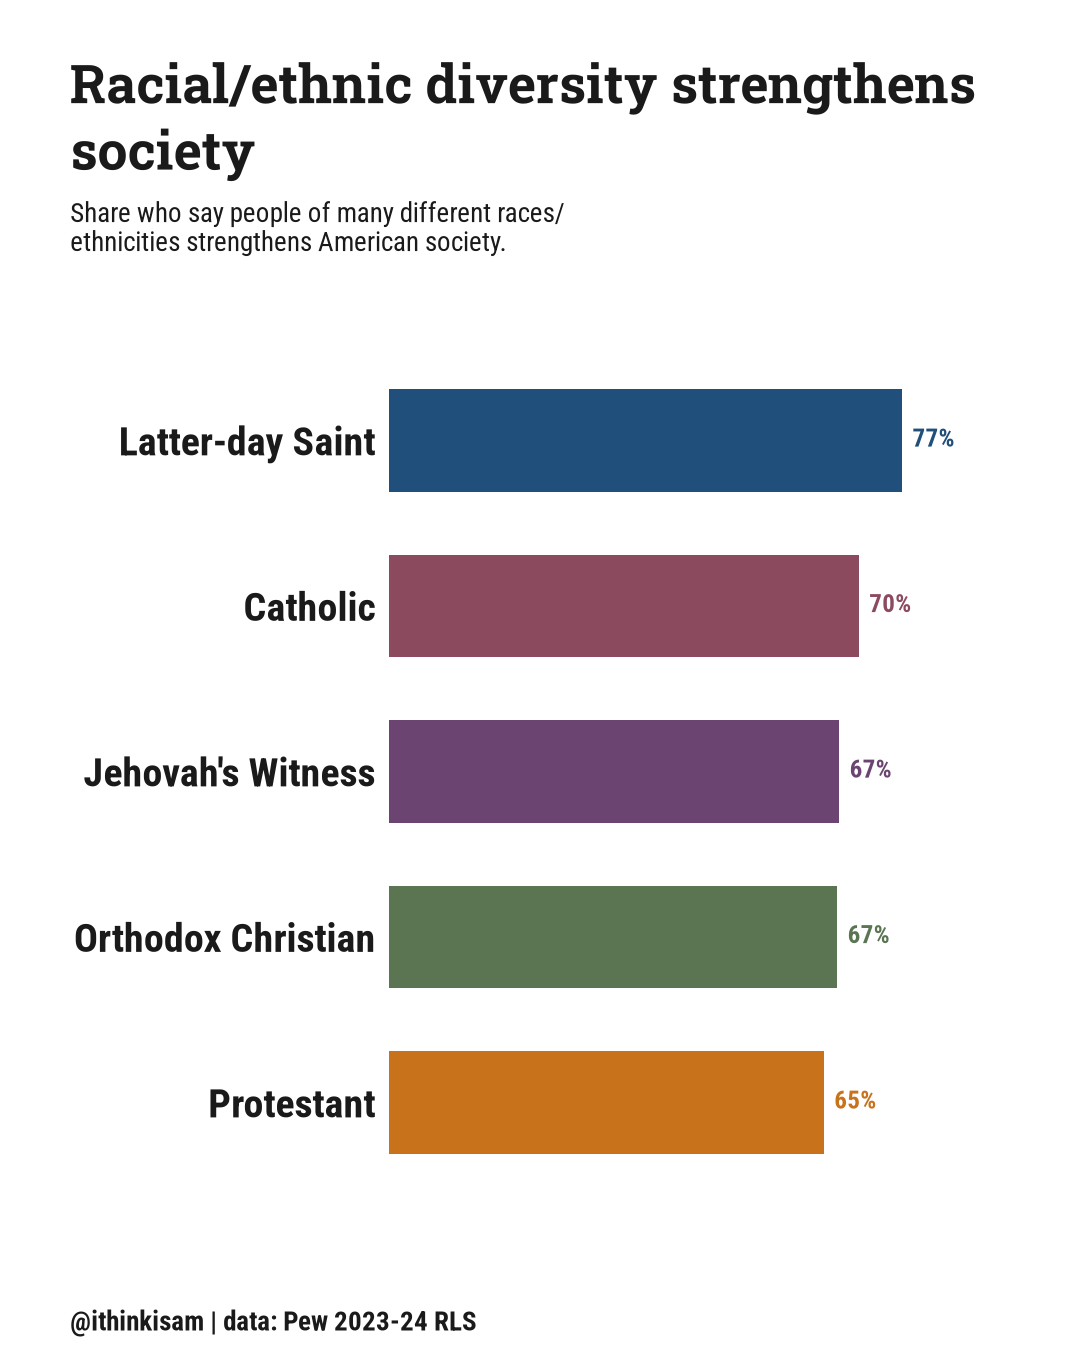 Racial/ethnic diversity strengthens
society
Share who say people of many different races/
ethnicities strengthens American society.
Latter-day Saint 77%
Catholic 70%
Jehovah's Witness 67%
Orthodox Christian 67%
Protestant 65%
@ithinkisam | data: Pew 2023-24 RLS